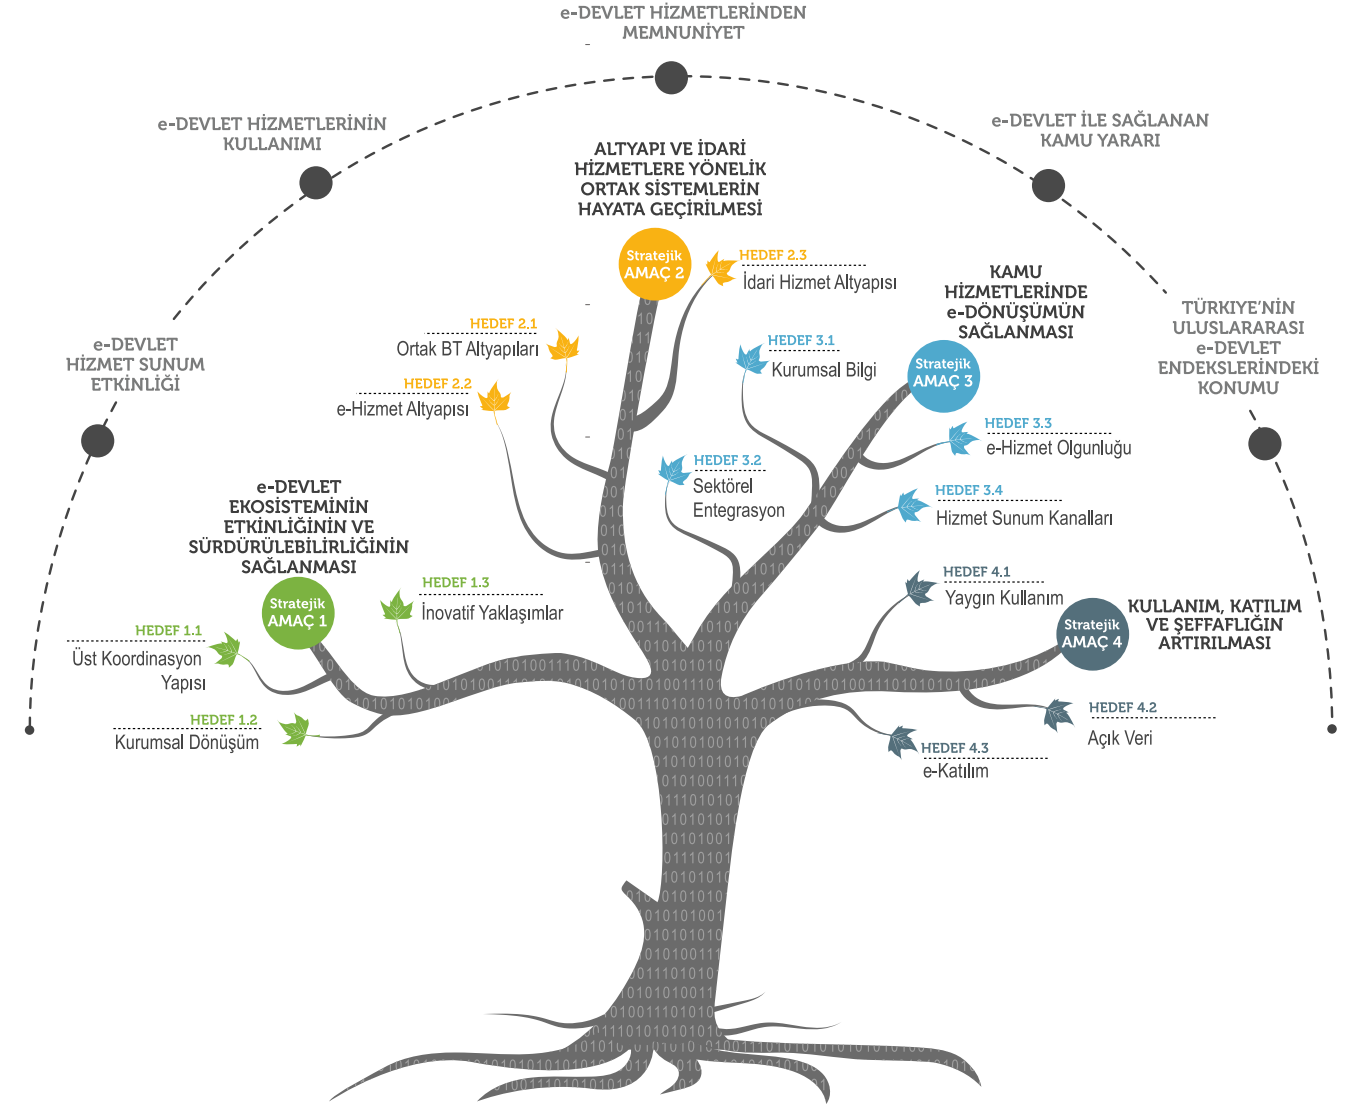 e-DEVLET HİZMETLERİNDEN
MEMNUNİYET
e-DEVLET HİZMETLERİNİN
KULLANIMI
e-DEVLET İLE SAĞLANAN
KAMU YARARI
e-DEVLET
HİZMET SUNUM
ETKİNLİĞİ
TÜRKIYE'NİN
ULUSLARARASI
e-DEVLET
ENDEKSLERİNDEKİ
KONUMU
e-DEVLET
EKOSİSTEMİNİN
ETKİNLİĞİNİN VE
SÜRDÜRÜLEBİLİRLİĞİNİN
SAĞLANMASI
Stratejik
AMAÇ 1
HEDEF 1.1
Üst Koordinasyon
Yapısı
HEDEF 1.2
Kurumsal Dönüşüm
HEDEF 1.3
İnovatif Yaklaşımlar
ALTYAPI VE İDARİ
HİZMETLERE YÖNELİK
ORTAK SİSTEMLERİN
HAYATA GEÇİRİLMESİ
Stratejik
AMAÇ 2
HEDEF 2.1
Ortak BT Altyapıları
HEDEF 2.2
e-Hizmet Altyapısı
HEDEF 2.3
İdari Hizmet Altyapısı
KAMU
HİZMETLERİNDE
e-DÖNÜŞÜMÜN
SAĞLANMASI
Stratejik
AMAÇ 3
HEDEF 3.1
Kurumsal Bilgi
HEDEF 3.2
Sektörel
Entegrasyon
HEDEF 3.3
e-Hizmet Olgunluğu
HEDEF 3.4
Hizmet Sunum Kanalları
KULLANIM, KATILIM
VE ŞEFFAFLIĞIN
ARTIRILMASI
Stratejik
AMAÇ 4
HEDEF 4.1
Yaygın Kullanım
HEDEF 4.2
Açık Veri
HEDEF 4.3
e-Katılım